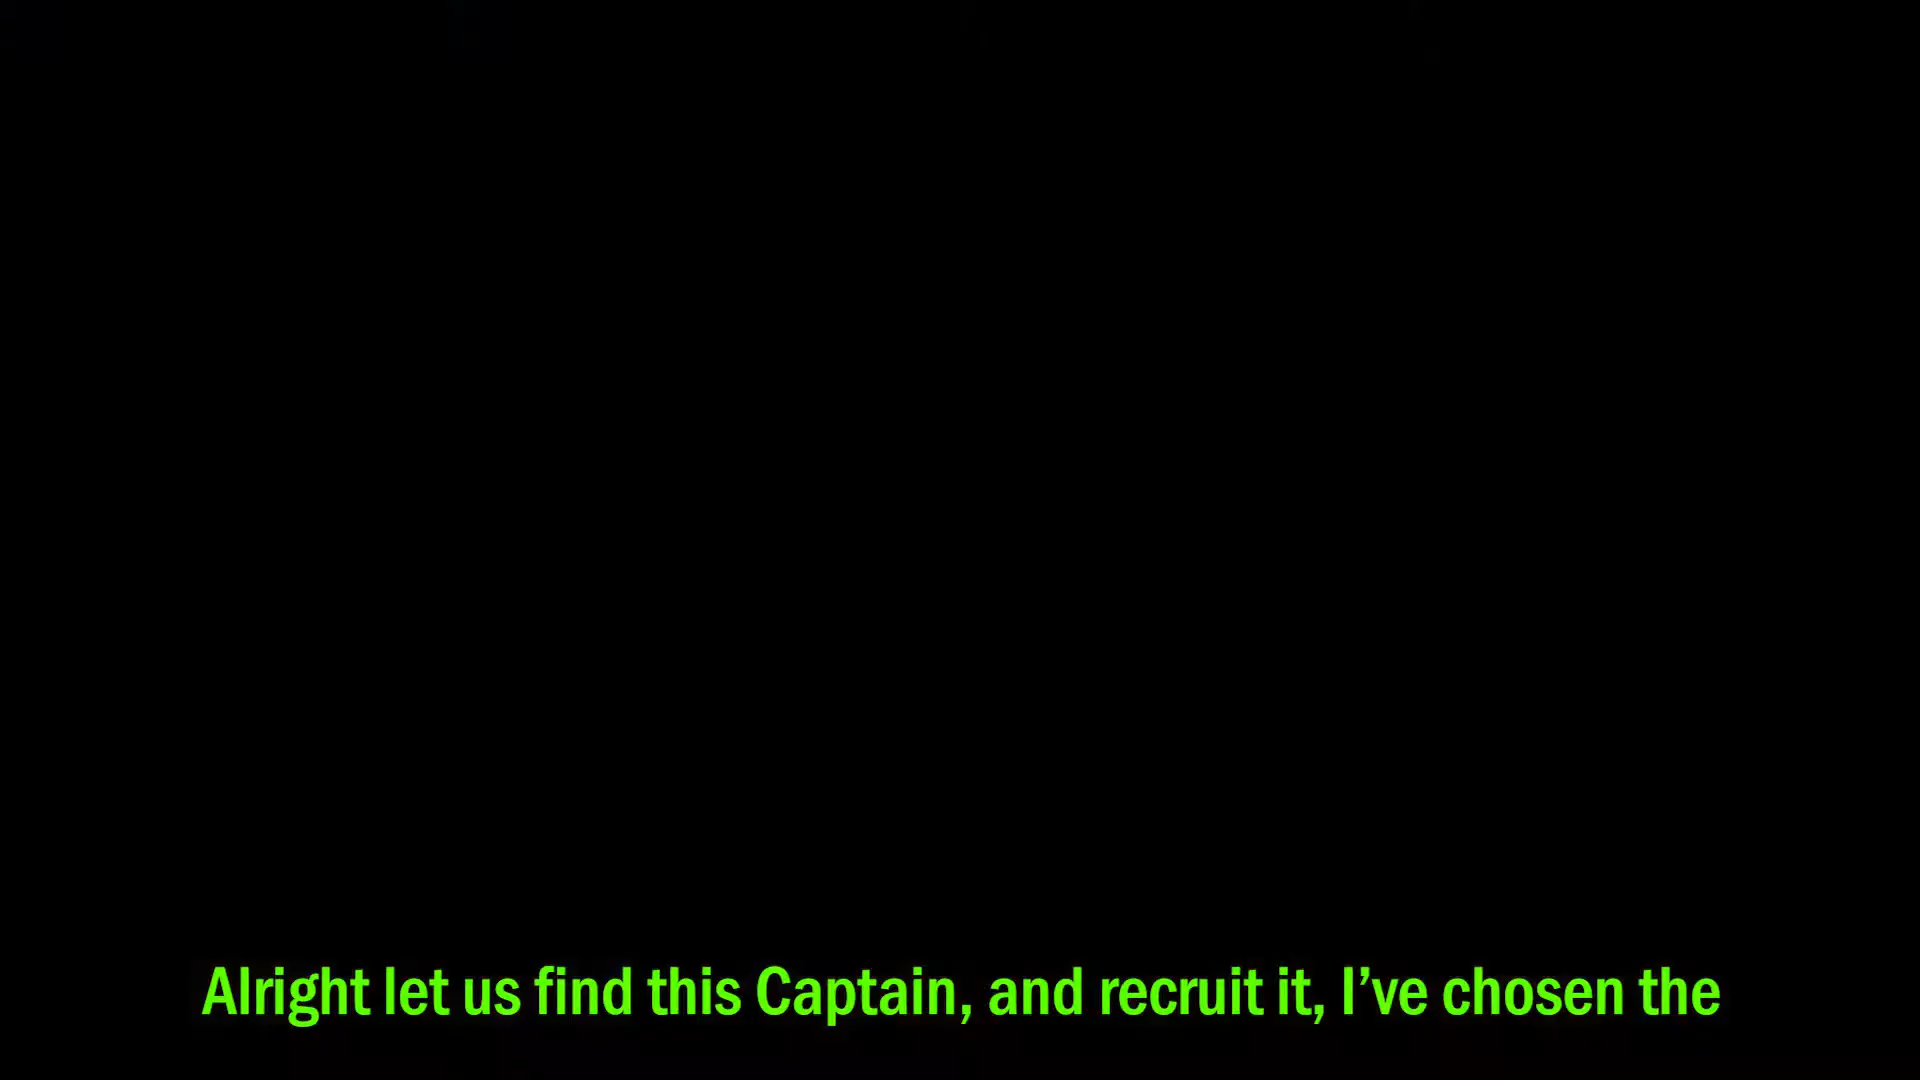 Alright let us find this Captain, and recruit it, I’ve chosen the